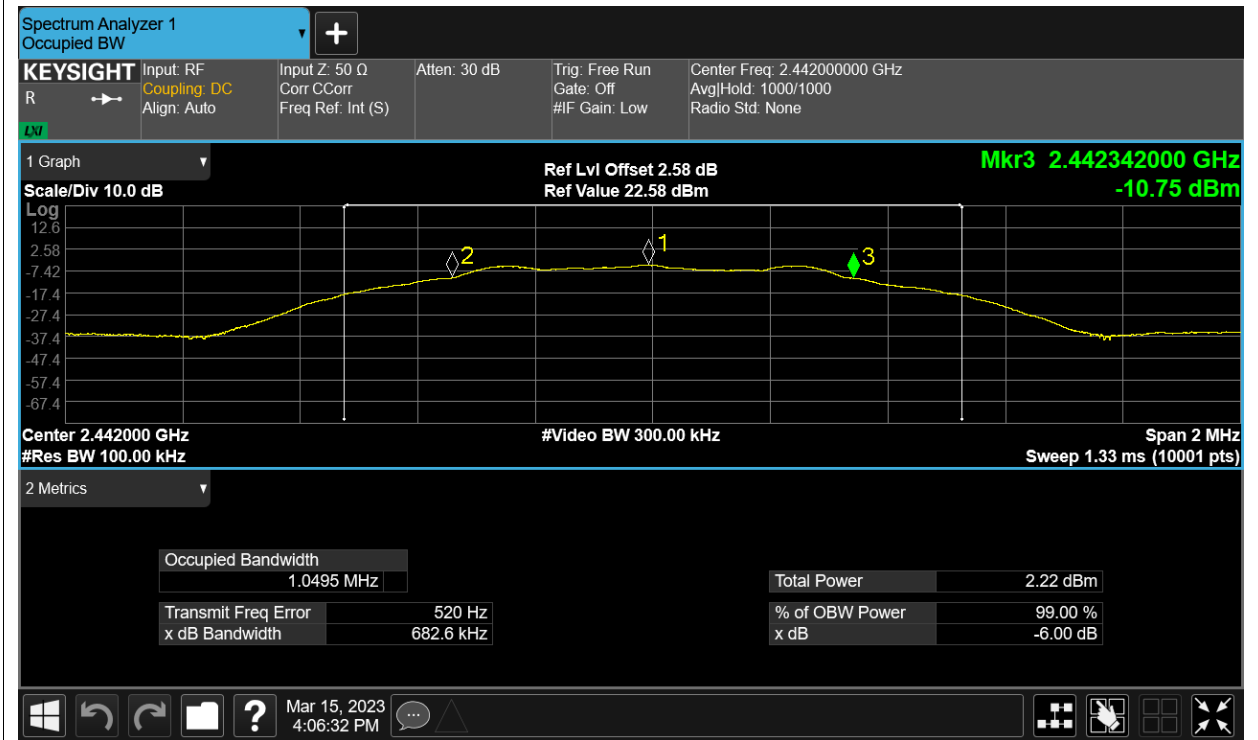 Spectrum Analyzer 1
Occupied BW
KEYSIGHT
R
LXI
Input: RF
Coupling: DC
Align: Auto
Input Z: 50 Ω
Corr CCorr
Freq Ref: Int (S)
Atten: 30 dB
Trig: Free Run
Gate: Off
#IF Gain: Low
Center Freq: 2.442000000 GHz
Avg|Hold: 1000/1000
Radio Std: None
1 Graph
Scale/Div 10.0 dB
Ref Lvl Offset 2.58 dB
Ref Value 22.58 dBm
Mkr3 2.442342000 GHz
-10.75 dBm
Log
12.6
2.58
-7.42
-17.4
-27.4
-37.4
-47.4
-57.4
-67.4
2
1
3
Center 2.442000 GHz
#Res BW 100.00 kHz
#Video BW 300.00 kHz
Span 2 MHz
Sweep 1.33 ms (10001 pts)
2 Metrics
Occupied Bandwidth
1.0495 MHz
Transmit Freq Error 520 Hz
x dB Bandwidth 682.6 kHz
Total Power 2.22 dBm
% of OBW Power 99.00 %
x dB -6.00 dB
?
Mar 15, 2023
4:06:32 PM